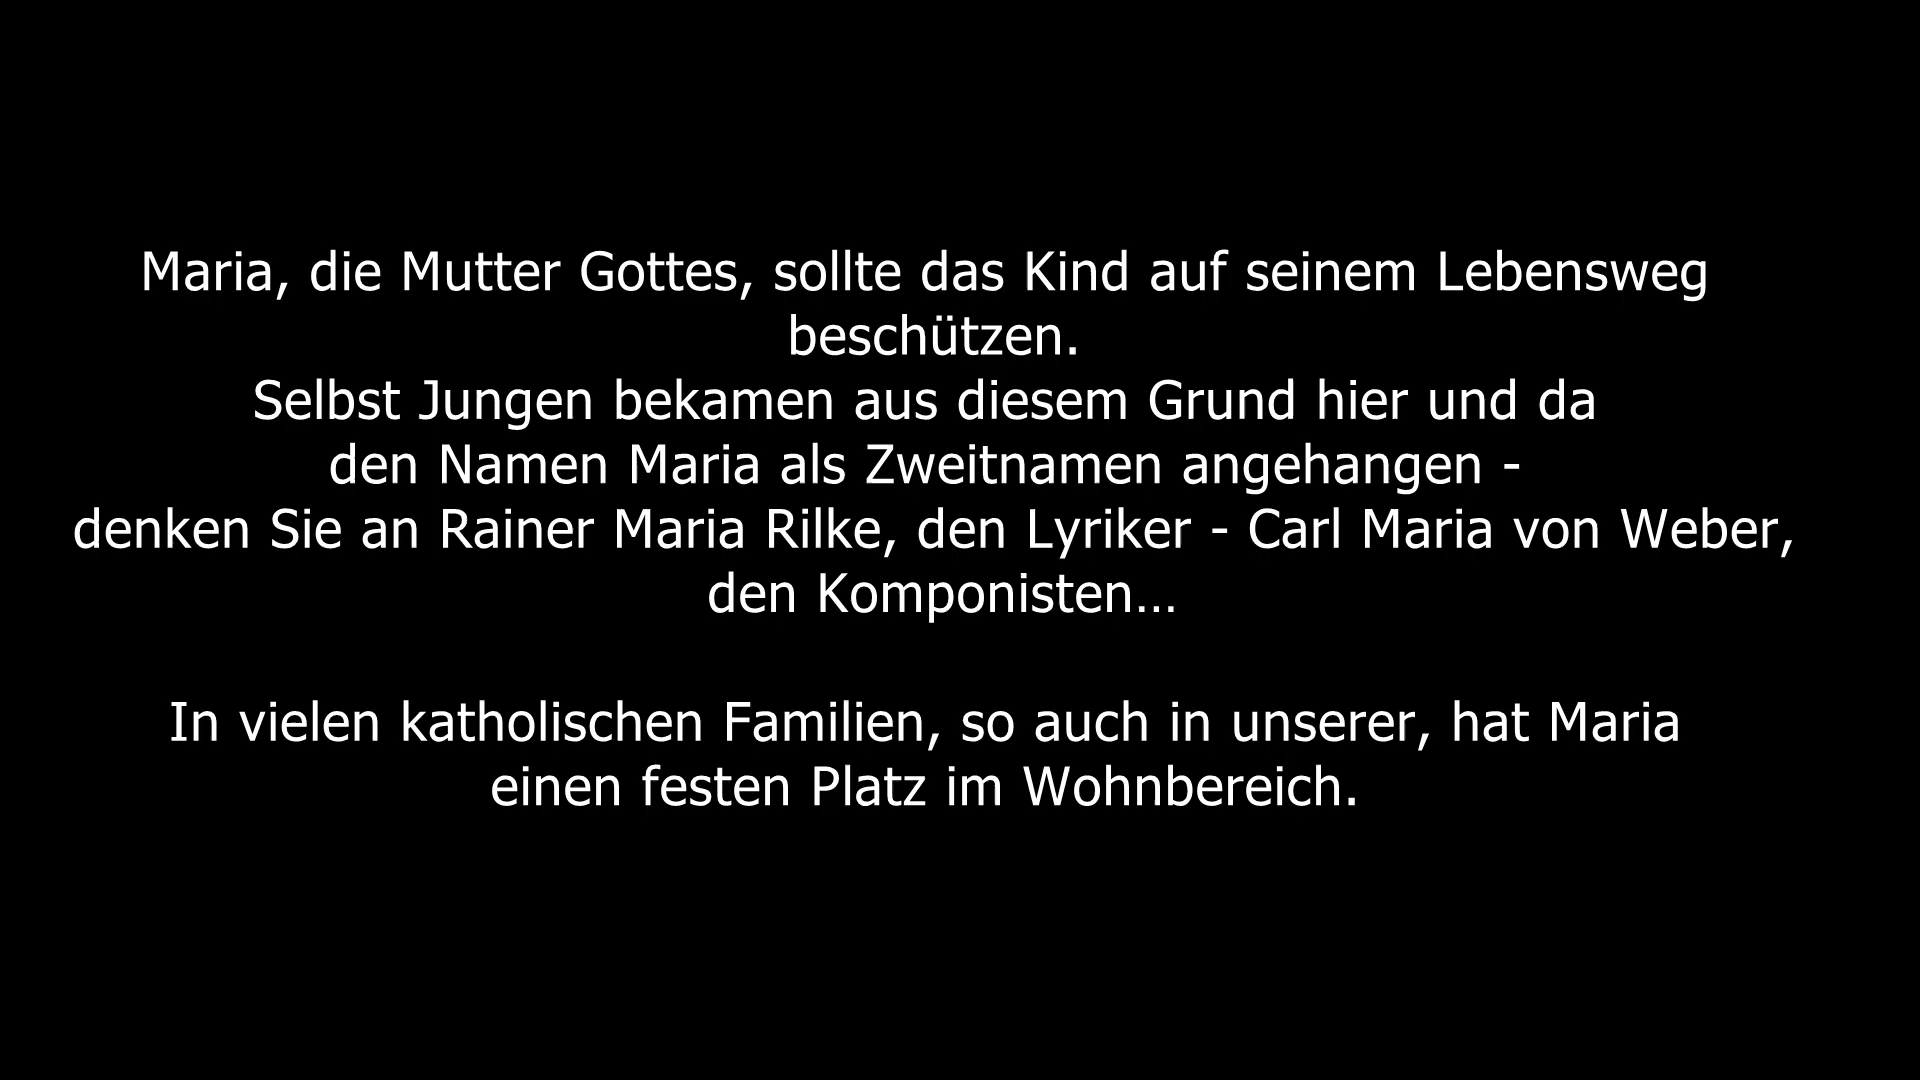 Maria, die Mutter Gottes, sollte das Kind auf seinem Lebensweg
beschützen.
Selbst Jungen bekamen aus diesem Grund hier und da
den Namen Maria als Zweitnamen angehangen -
denken Sie an Rainer Maria Rilke, den Lyriker - Carl Maria von Weber,
den Komponisten...
In vielen katholischen Familien, so auch in unserer, hat Maria
einen festen Platz im Wohnbereich.